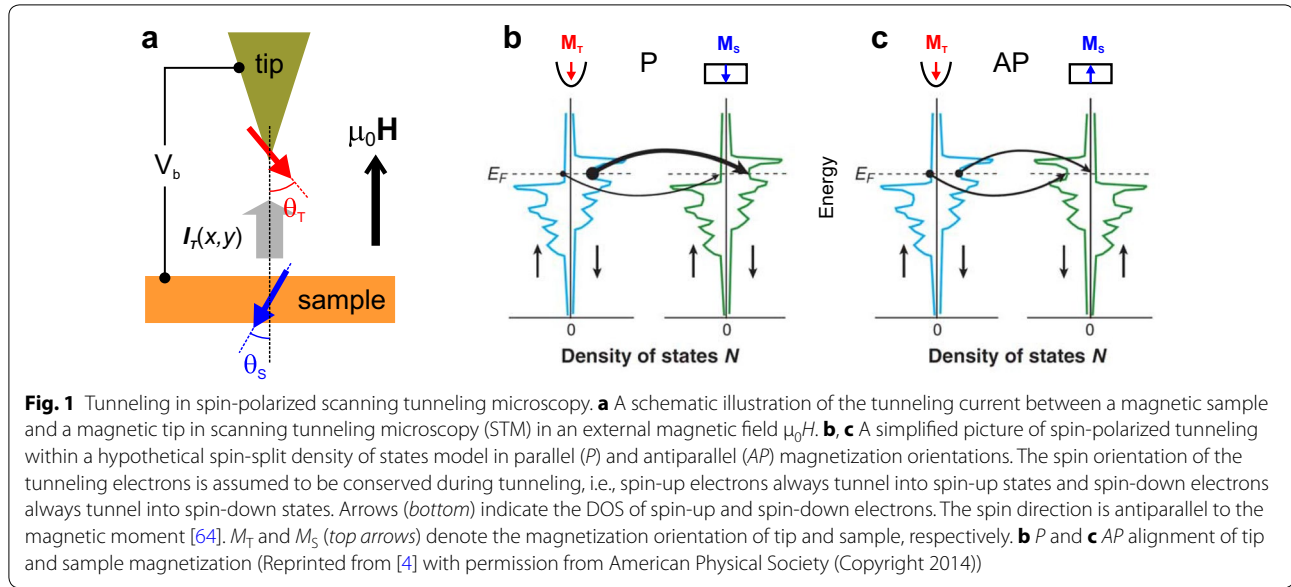 a
tip
V_b
μ₀H
θ_T
I_T(x,y)
sample
θ_S
b
M_T
P
M_S
E_F
0
0
Density of states N
c
M_T
AP
M_S
Energy
E_F
0
0
Density of states N
Fig. 1 Tunneling in spin-polarized scanning tunneling microscopy. a A schematic illustration of the tunneling current between a magnetic sample
and a magnetic tip in scanning tunneling microscopy (STM) in an external magnetic field μ₀H. b, c A simplified picture of spin-polarized tunneling
within a hypothetical spin-split density of states model in parallel (P) and antiparallel (AP) magnetization orientations. The spin orientation of the
tunneling electrons is assumed to be conserved during tunneling, i.e., spin-up electrons always tunnel into spin-up states and spin-down electrons
always tunnel into spin-down states. Arrows (bottom) indicate the DOS of spin-up and spin-down electrons. The spin direction is antiparallel to the
magnetic moment [64]. M_T and M_S (top arrows) denote the magnetization orientation of tip and sample, respectively. b P and c AP alignment of tip
and sample magnetization (Reprinted from [4] with permission from American Physical Society (Copyright 2014))